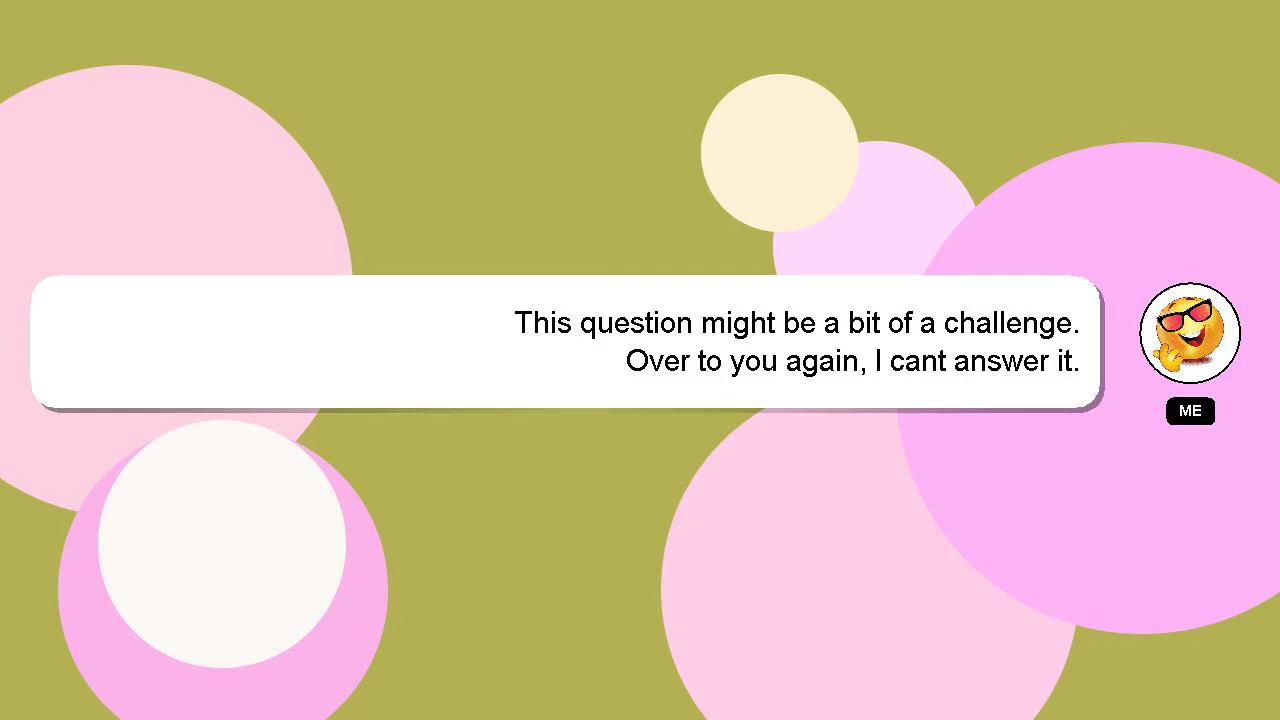 This question might be a bit of a challenge.
Over to you again, I cant answer it.
ME